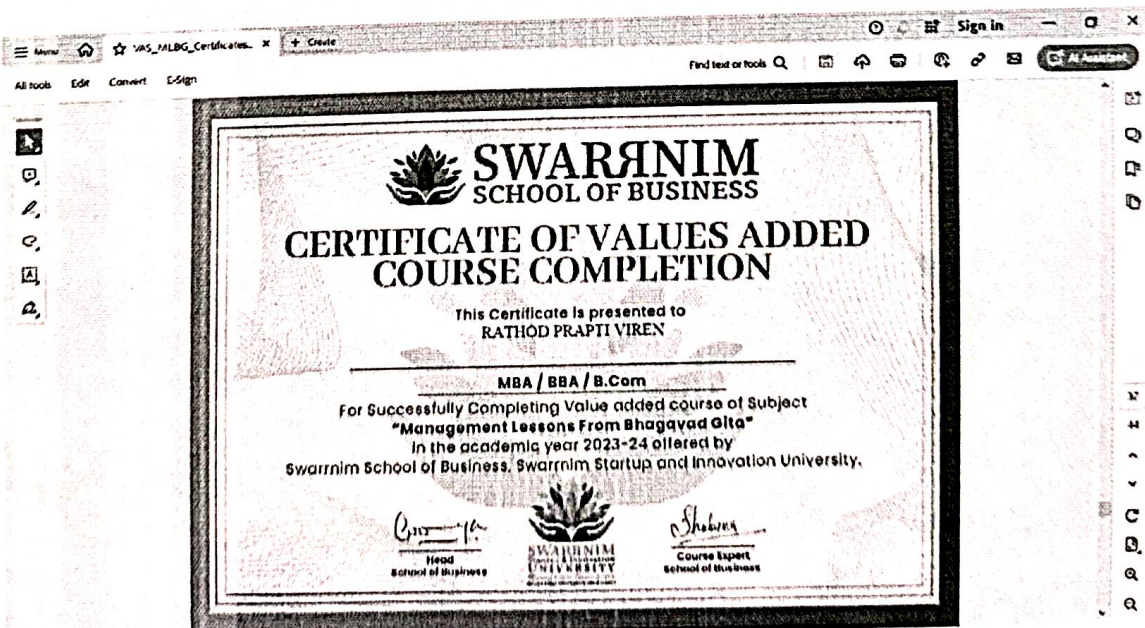 Menu
VAS_MLBG_Certificates...
+ Create
Sign in
All tools Edit Convert E-Sign
Find text or tools
AI Assistant
SWARRNIM
SCHOOL OF BUSINESS
CERTIFICATE OF VALUES ADDED
COURSE COMPLETION
This Certificate is presented to
RATHOD PRAPTI VIREN
MBA / BBA / B.Com
For Successfully Completing Value added course of Subject
"Management Lessons From Bhagavad Gita"
in the academic year 2023-24 offered by
Swarrnim School of Business, Swarrnim Startup and Innovation University.
Head
School of Business
SWARRNIM
UNIVERSITY
Course Expert
School of Business